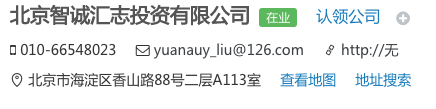 北京智诚汇志投资有限公司 在业 认领公司
010-66548023 yuanauy_liu@126.com http://无
北京市海淀区香山路88号二层A113室 查看地图 地址搜索